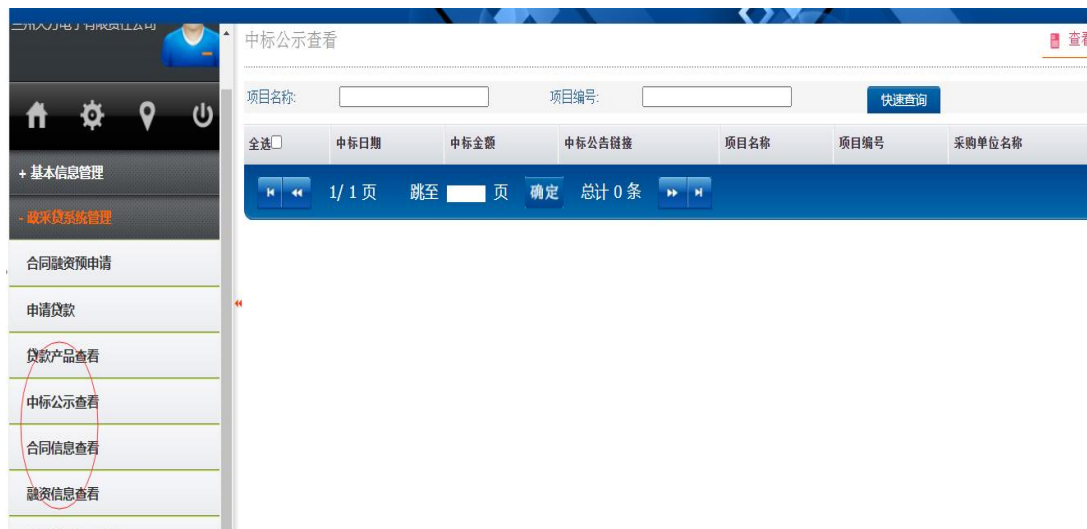 中标公示查看
查看
项目名称:
项目编号:
快速查询
全选
中标日期
中标金额
中标公告链接
项目名称
项目编号
采购单位名称
1/ 1 页
跳至
页
确定
总计 0 条
+ 基本信息管理
- 政采贷系统管理
合同融资预申请
申请贷款
贷款产品查看
中标公示查看
合同信息查看
融资信息查看